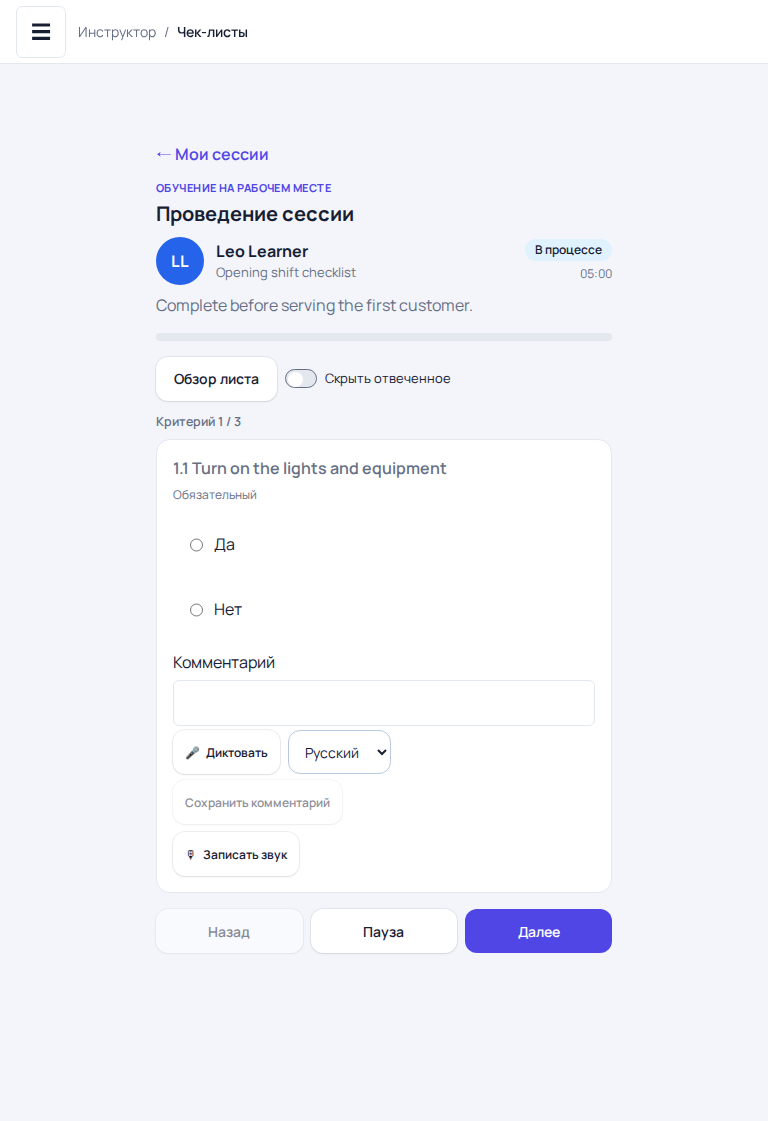 Инструктор / Чек-листы
← Мои сессии
ОБУЧЕНИЕ НА РАБОЧЕМ МЕСТЕ
Проведение сессии
LL
Leo Learner
Opening shift checklist
В процессе
05:00
Complete before serving the first customer.
Обзор листа
Скрыть отвеченное
Критерий 1 / 3
1.1 Turn on the lights and equipment
Обязательный
Да
Нет
Комментарий
🎤 Диктовать
Русский
Сохранить комментарий
🎙 Записать звук
Назад
Пауза
Далее